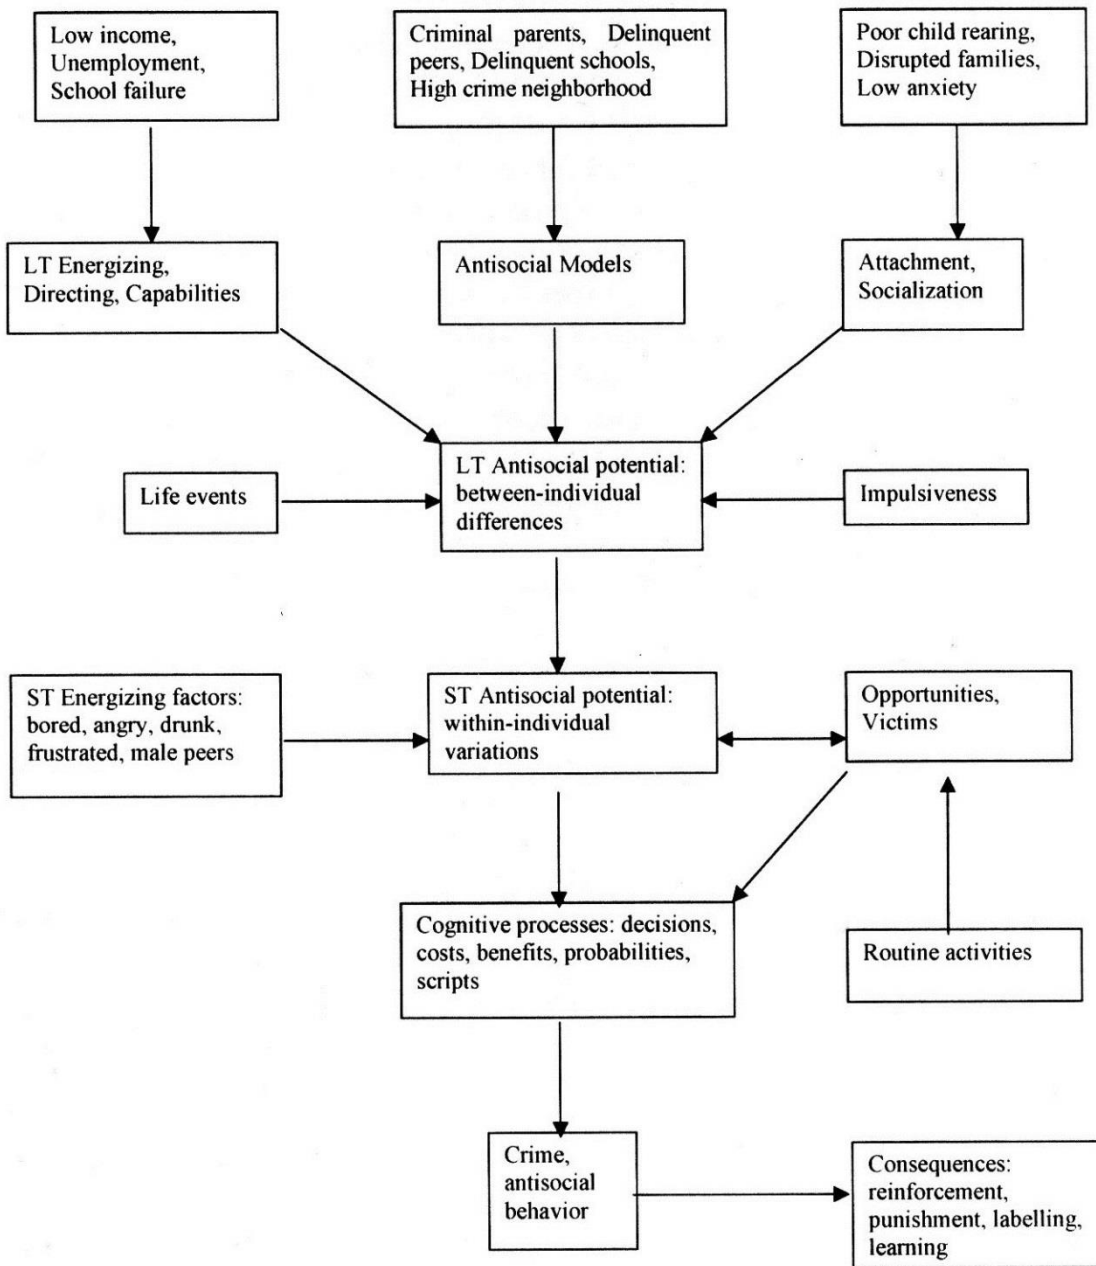 Low income,
Unemployment,
School failure
Criminal parents, Delinquent
peers, Delinquent schools,
High crime neighborhood
Poor child rearing,
Disrupted families,
Low anxiety
LT Energizing,
Directing, Capabilities
Antisocial Models
Attachment,
Socialization
Life events
LT Antisocial potential:
between-individual
differences
Impulsiveness
ST Energizing factors:
bored, angry, drunk,
frustrated, male peers
ST Antisocial potential:
within-individual
variations
Opportunities,
Victims
Cognitive processes: decisions,
costs, benefits, probabilities,
scripts
Routine activities
Crime,
antisocial
behavior
Consequences:
reinforcement,
punishment, labelling,
learning